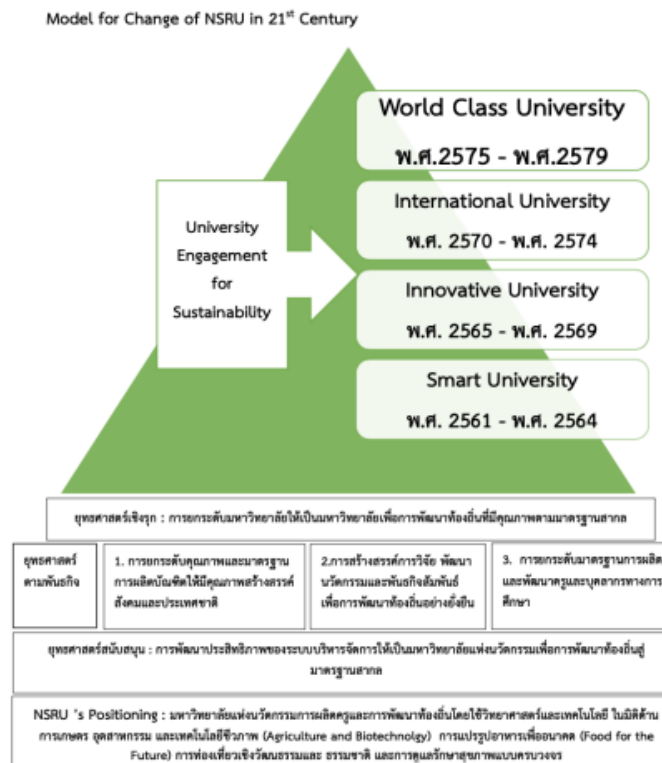 Model for Change of NSRU in 21st Century
World Class University
พ.ศ.2575 - พ.ศ.2579
University
Engagement
for
Sustainability
International University
พ.ศ. 2570 - พ.ศ. 2574
Innovative University
พ.ศ. 2565 - พ.ศ. 2569
Smart University
พ.ศ. 2561 - พ.ศ. 2564
ยุทธศาสตร์เชิงรุก : การยกระดับมหาวิทยาลัยให้เป็นมหาวิทยาลัยเพื่อการพัฒนาท้องถิ่นที่มีคุณภาพตามมาตรฐานสากล
ยุทธศาสตร์
ตามพันธกิจ
1. การยกระดับคุณภาพและมาตรฐาน
การผลิตบัณฑิตให้มีคุณภาพสร้างสรรค์
สังคมและประเทศชาติ
2.การสร้างสรรค์การวิจัย พัฒนา
นวัตกรรมและพันธกิจสัมพันธ์
เพื่อการพัฒนาท้องถิ่นอย่างยั่งยืน
3. การยกระดับมาตรฐานการผลิต
และพัฒนาครูและบุคลากรทางการ
ศึกษา
ยุทธศาสตร์สนับสนุน : การพัฒนาประสิทธิภาพของระบบบริหารจัดการให้เป็นมหาวิทยาลัยแห่งนวัตกรรมเพื่อการพัฒนาท้องถิ่นสู่
มาตรฐานสากล
NSRU 's Positioning : มหาวิทยาลัยแห่งนวัตกรรมการผลิตครูและการพัฒนาท้องถิ่นโดยใช้วิทยาศาสตร์และเทคโนโลยี ในมิติด้าน
การเกษตร อุตสาหกรรม และเทคโนโลยีชีวภาพ (Agriculture and Biotechnolgy) การแปรรูปอาหารเพื่ออนาคต (Food for the
Future) การท่องเที่ยวเชิงวัฒนธรรมและ ธรรมชาติ และการดูแลรักษาสุขภาพแบบครบวงจร